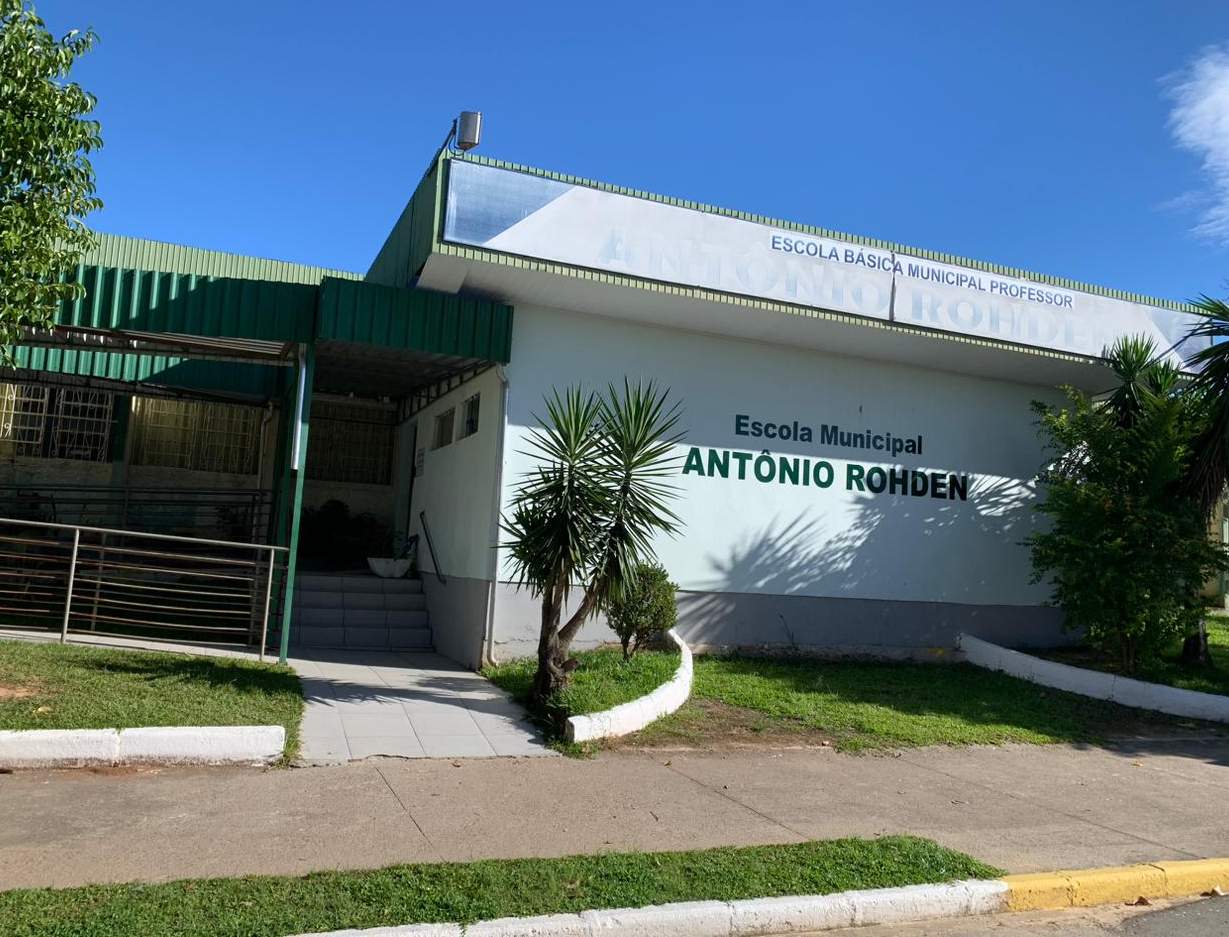 ESCOLA BÁSICA MUNICIPAL PROFESSOR
ANTÔNIO ROHDEN
Escola Municipal
ANTÔNIO ROHDEN